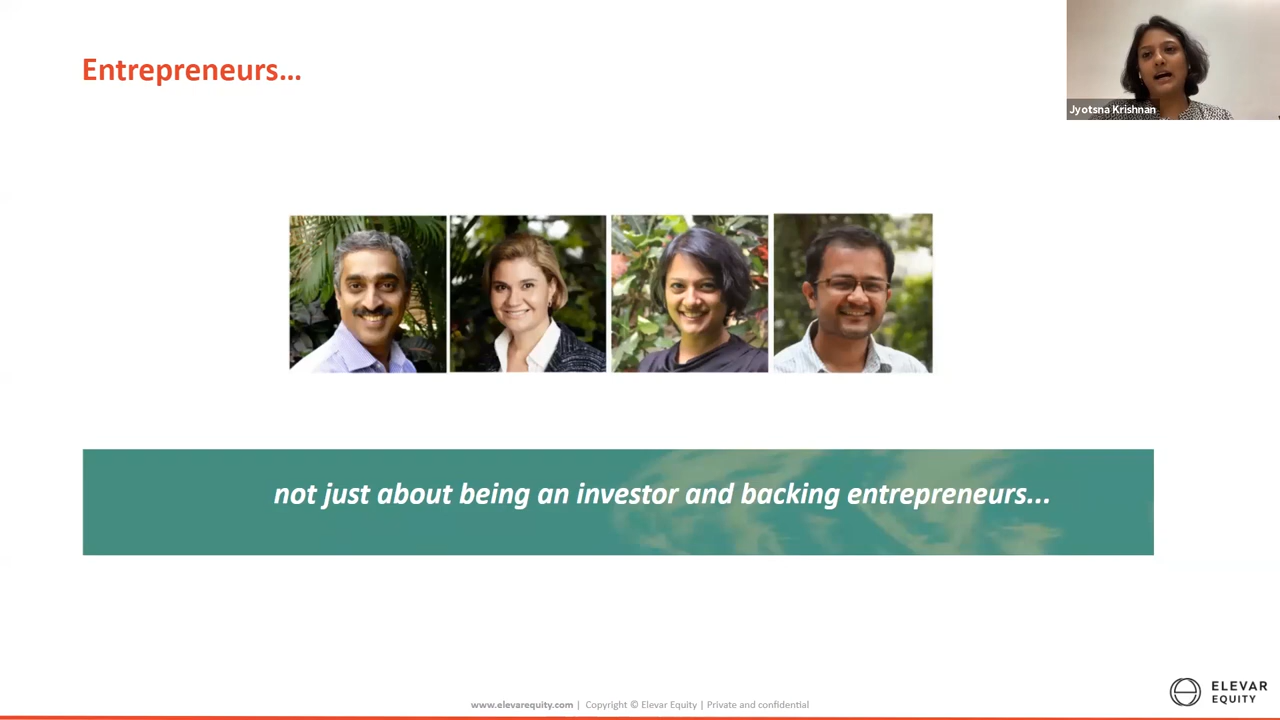 Entrepreneurs...
Jyotsna Krishnan
not just about being an investor and backing entrepreneurs...
www.elevarequity.com | Copyright © Elevar Equity | Private and confidential
ELEVAR
EQUITY